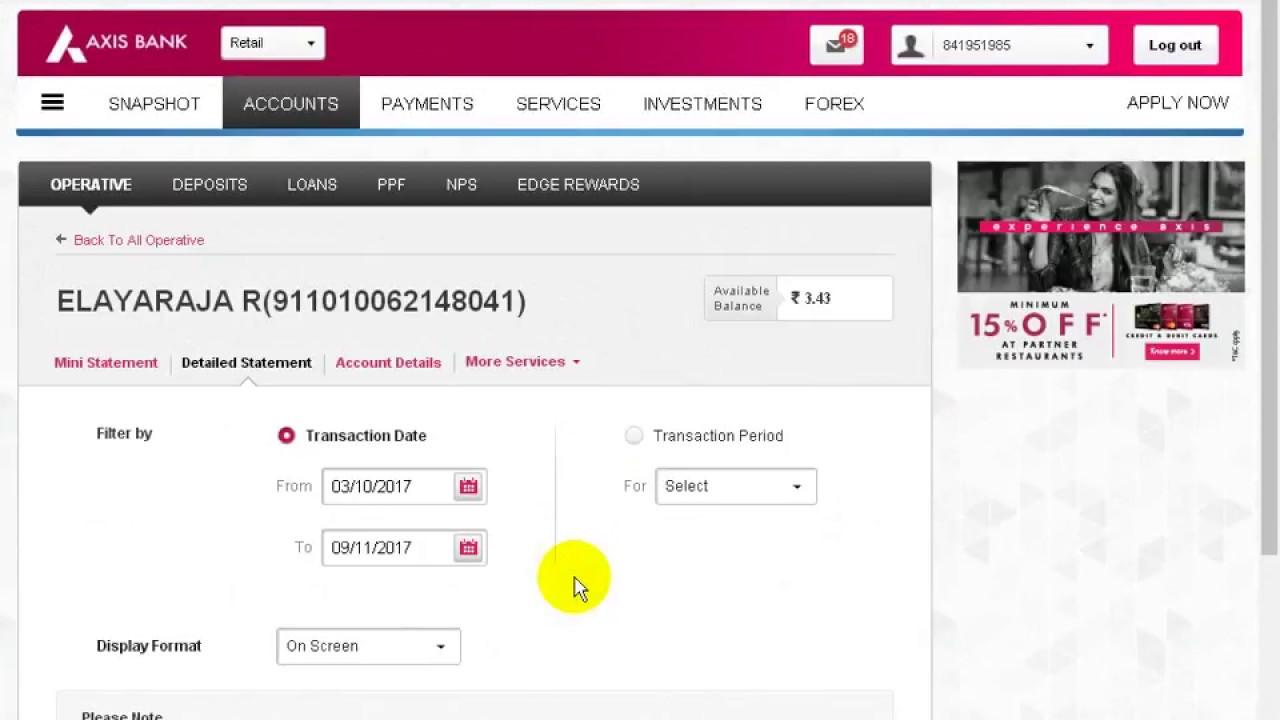 AXIS BANK
Retail
18
841951985
Log out
SNAPSHOT ACCOUNTS PAYMENTS SERVICES INVESTMENTS FOREX APPLY NOW
OPERATIVE DEPOSITS LOANS PPF NPS EDGE REWARDS
Back To All Operative
ELAYARAJA R(911010062148041)
Available
Balance
₹ 3.43
Mini Statement Detailed Statement Account Details More Services
Filter by
Transaction Date
From 03/10/2017
To 09/11/2017
Transaction Period
For Select
Display Format On Screen
Please Note
experience axis
MINIMUM
15% OFF*
AT PARTNER
RESTAURANTS
CREDIT & DEBIT CARDS
Know more >
*T&C apply